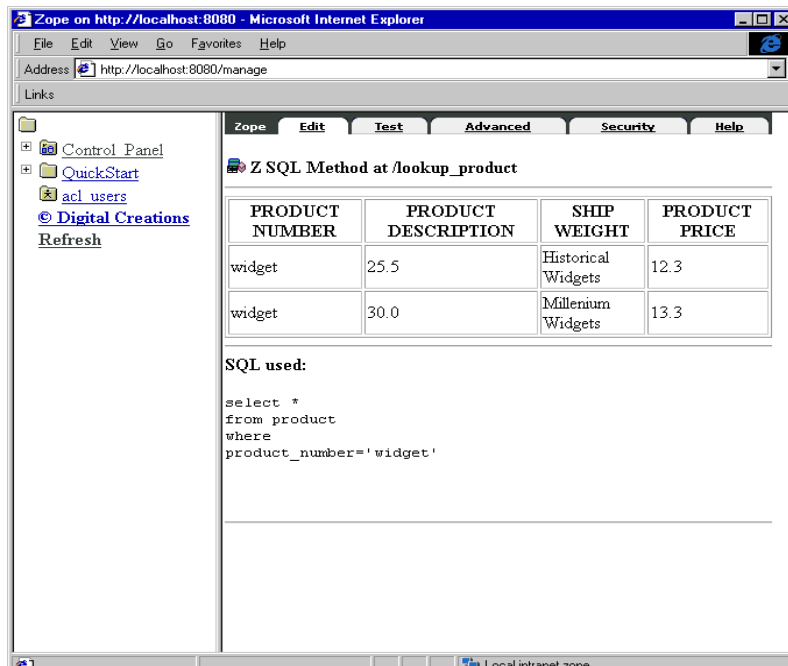 Zope on http://localhost:8080 - Microsoft Internet Explorer
File Edit View Go Favorites Help
Address http://localhost:8080/manage
Links
Control_Panel
QuickStart
acl_users
© Digital Creations
Refresh
Zope Edit Test Advanced Security Help
Z SQL Method at /lookup_product
PRODUCT NUMBER PRODUCT DESCRIPTION SHIP WEIGHT PRODUCT PRICE
widget 25.5 Historical Widgets 12.3
widget 30.0 Millenium Widgets 13.3
SQL used:
select *
from product
where
product_number='widget'
Local intranet zone